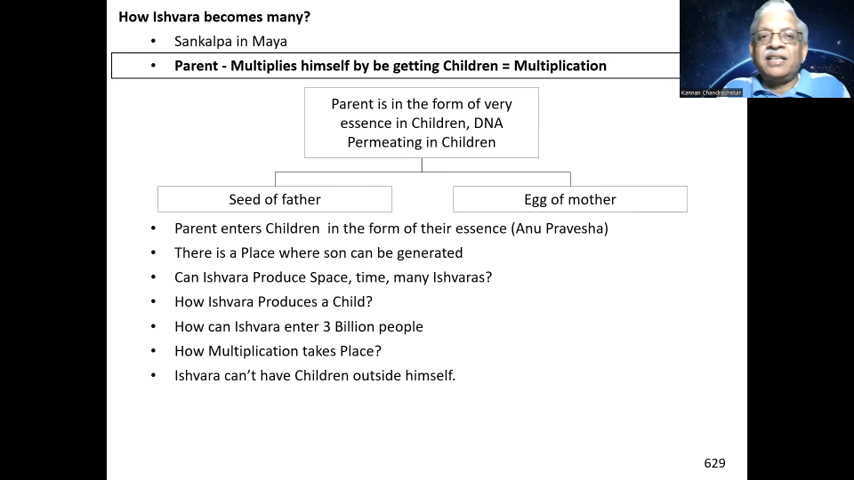 How Ishvara becomes many?
• Sankalpa in Maya
• Parent - Multiplies himself by be getting Children = Multiplication
Parent is in the form of very
essence in Children, DNA
Permeating in Children
Seed of father
Egg of mother
• Parent enters Children in the form of their essence (Anu Pravesha)
• There is a Place where son can be generated
• Can Ishvara Produce Space, time, many Ishvaras?
• How Ishvara Produces a Child?
• How can Ishvara enter 3 Billion people
• How Multiplication takes Place?
• Ishvara can't have Children outside himself.
629
Kannan Chandrashekar